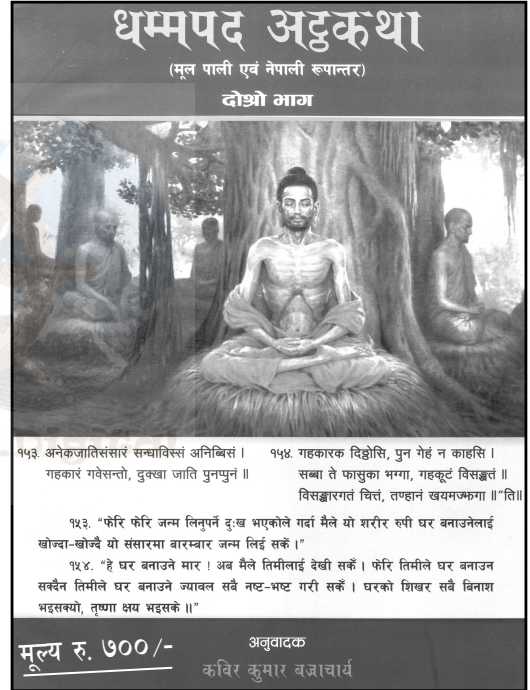 धम्मपद अट्ठकथा
(मूल पाली एवं नेपाली रूपान्तर)
दोश्रो भाग
१५३. अनेकजातिसंसारं सन्धाविस्सं अनिब्बिसं ।
गहकारं गवेसन्तो, दुक्खा जाति पुनप्पुनं ॥
१५४. गहकारक दिट्ठोसि, पुन गेहं न काहसि ।
सब्बा ते फासुका भग्गा, गहकूटं विसङ्खतं ॥
विसङ्खारगतं चित्तं, तण्हानं खयमज्झगा ॥"ति॥
१५३. “फेरि फेरि जन्म लिनुपर्ने दुःख भएकोले गर्दा मैले यो शरीर रुपी घर बनाउनेलाई
खोज्दा-खोज्दै यो संसारमा बारम्बार जन्म लिई सकें ।”
१५४. “हे घर बनाउने मार ! अब मैले तिमीलाई देखी सकें । फेरि तिमीले घर बनाउन
सक्दैन तिमीले घर बनाउने ज्यावल सबै नष्ट-भष्ट गरी सकें । घरको शिखर सबै बिनाश
भइसक्यो, तृष्णा क्षय भइसके ॥”
मूल्य रु. ७००/-
अनुवादक
कविर कुमार बज्राचार्य